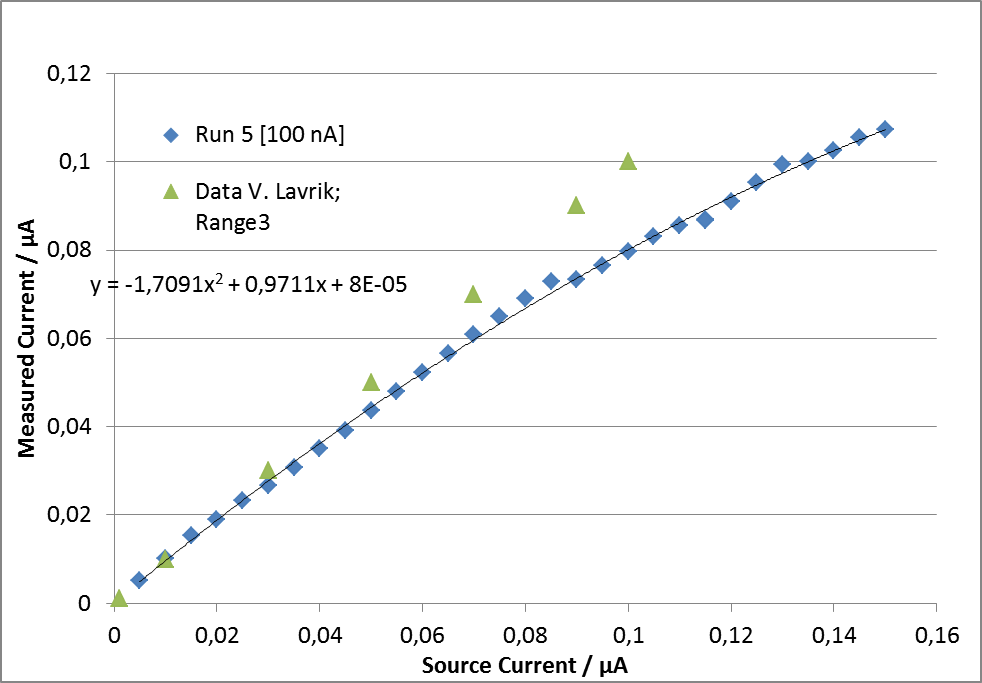 0,12
0,1
0,08
0,06
0,04
0,02
0
Run 5 [100 nA]
Data V. Lavrik;
Range3
y = -1,7091x² + 0,9711x + 8E-05
Measured Current / µA
0 0,02 0,04 0,06 0,08 0,1 0,12 0,14 0,16
Source Current / µA